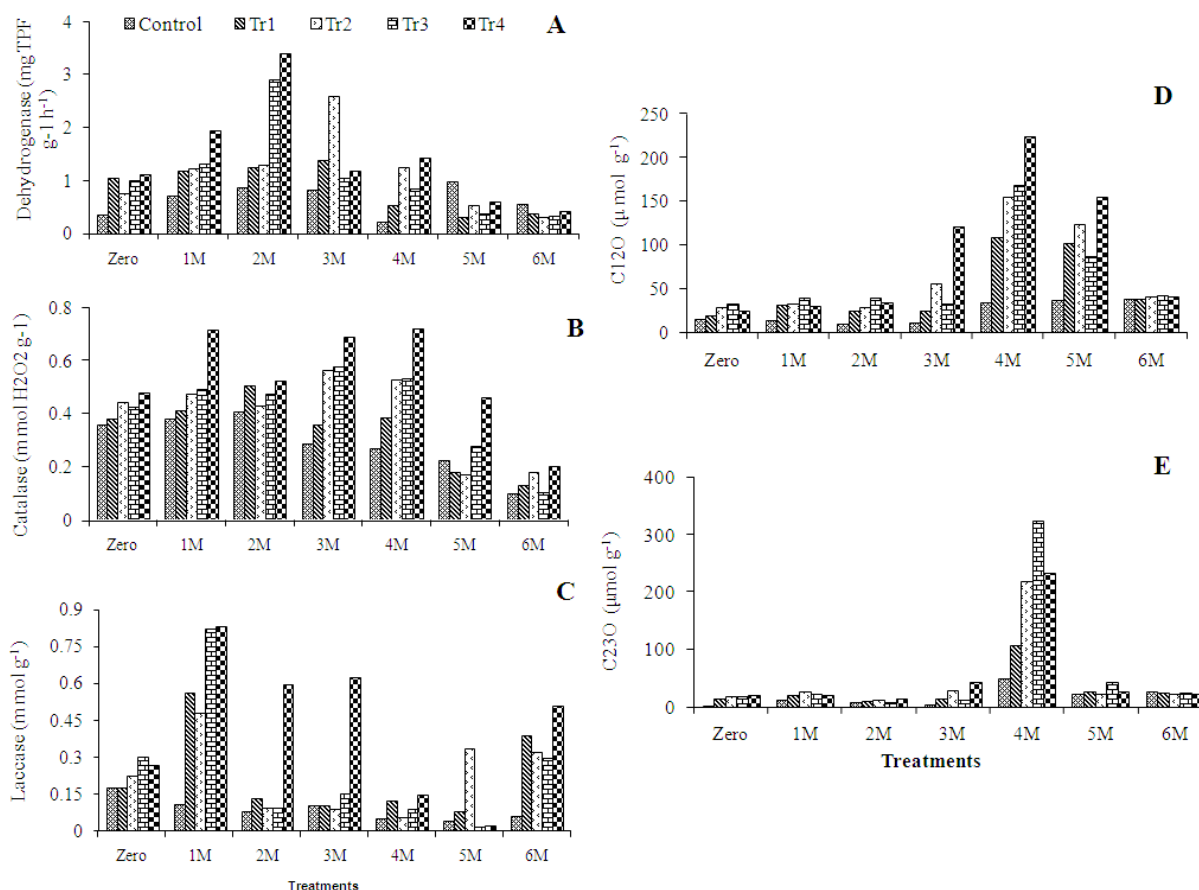 A
Control Tr1 Tr2 Tr3 Tr4
Dehydrogenase (mg TPF
g-1 h⁻¹)
4
3
2
1
0
Zero 1M 2M 3M 4M 5M 6M
B
Catalase (mmol H2O2 g-1)
0.8
0.6
0.4
0.2
0
Zero 1M 2M 3M 4M 5M 6M
C
Laccase (mmol g⁻¹)
0.9
0.75
0.6
0.45
0.3
0.15
0
Zero 1M 2M 3M 4M 5M 6M
Treatments
D
C12O (µ mol g⁻¹)
250
200
150
100
50
0
Zero 1M 2M 3M 4M 5M 6M
E
C23O (µmol g⁻¹)
400
300
200
100
0
Zero 1M 2M 3M 4M 5M 6M
Treatments